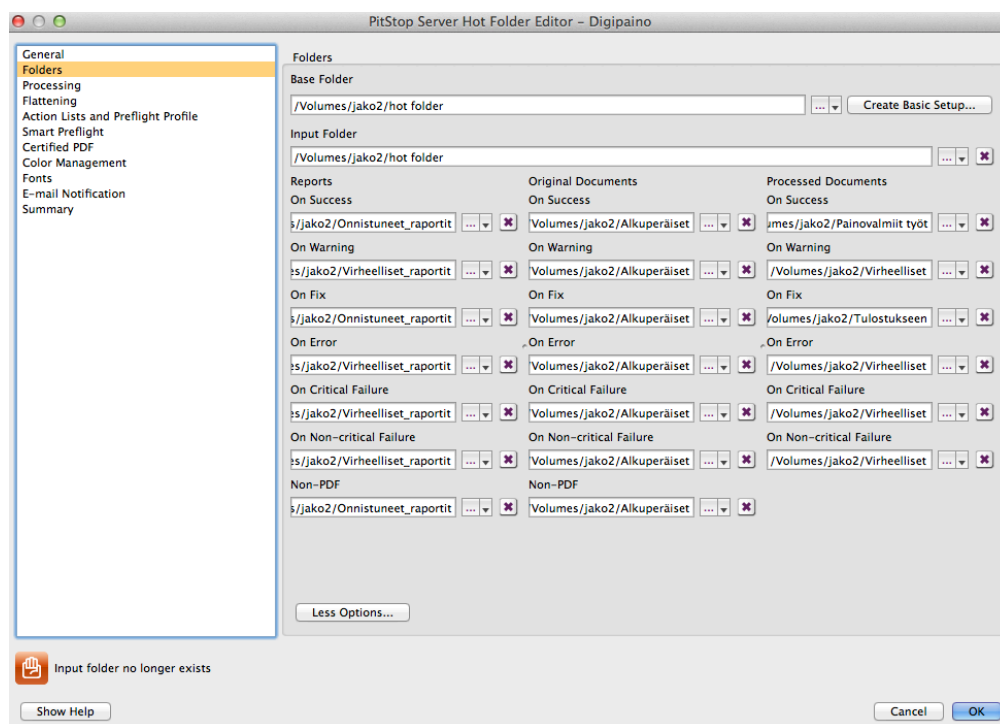 PitStop Server Hot Folder Editor – Digipaino
General
Folders
Processing
Flattening
Action Lists and Preflight Profile
Smart Preflight
Certified PDF
Color Management
Fonts
E-mail Notification
Summary
Folders
Base Folder
/Volumes/jako2/hot folder ... Create Basic Setup...
Input Folder
/Volumes/jako2/hot folder ...
Reports Original Documents Processed Documents
On Success On Success On Success
s/jako2/Onnistuneet_raportit ... Volumes/jako2/Alkuperäiset ... umes/jako2/Painovalmiit työt ...
On Warning On Warning On Warning
es/jako2/Virheelliset_raportit ... Volumes/jako2/Alkuperäiset ... /Volumes/jako2/Virheelliset ...
On Fix On Fix On Fix
s/jako2/Onnistuneet_raportit ... Volumes/jako2/Alkuperäiset ... /olumes/jako2/Tulostukseen ...
On Error On Error On Error
es/jako2/Virheelliset_raportit ... Volumes/jako2/Alkuperäiset ... /Volumes/jako2/Virheelliset ...
On Critical Failure On Critical Failure On Critical Failure
es/jako2/Virheelliset_raportit ... Volumes/jako2/Alkuperäiset ... /Volumes/jako2/Virheelliset ...
On Non-critical Failure On Non-critical Failure On Non-critical Failure
es/jako2/Virheelliset_raportit ... Volumes/jako2/Alkuperäiset ... /Volumes/jako2/Virheelliset ...
Non-PDF Non-PDF
s/jako2/Onnistuneet_raportit ... Volumes/jako2/Alkuperäiset ...
Less Options...
Input folder no longer exists
Show Help Cancel OK